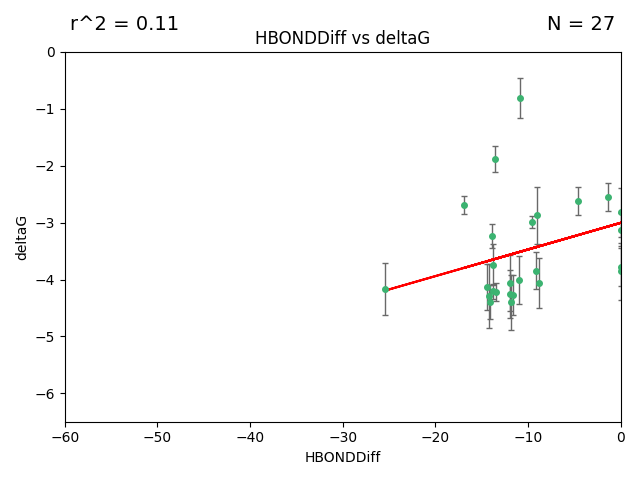 r^2 = 0.11
N = 27
HBONDDiff vs deltaG
0
−1
−2
−3
−4
−5
−6
deltaG
−60
−50
−40
−30
−20
−10
0
HBONDDiff